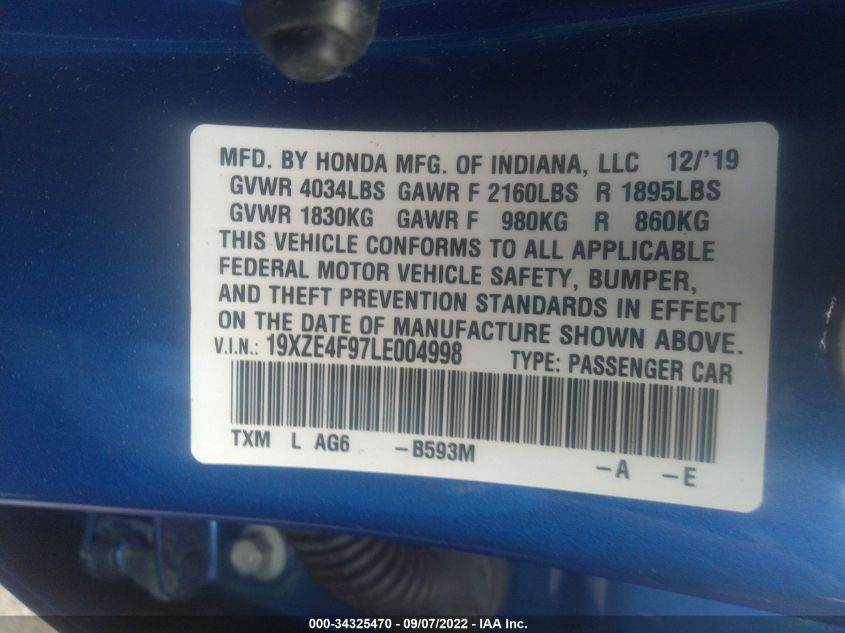 MFD. BY HONDA MFG. OF INDIANA, LLC 12/'19
GVWR 4034LBS GAWR F 2160LBS R 1895LBS
GVWR 1830KG GAWR F 980KG R 860KG
THIS VEHICLE CONFORMS TO ALL APPLICABLE
FEDERAL MOTOR VEHICLE SAFETY, BUMPER,
AND THEFT PREVENTION STANDARDS IN EFFECT
ON THE DATE OF MANUFACTURE SHOWN ABOVE.
V.I.N.: 19XZE4F97LE004998 TYPE: PASSENGER CAR
TXM L AG6 -B593M -A -E
000-34325470 - 09/07/2022 - IAA Inc.